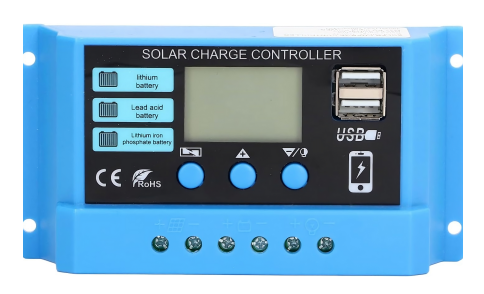 SOLAR CHARGE CONTROLLER
lithium
battery
Lead acid
battery
Lithium iron
phosphate battery
USB
CE RoHS